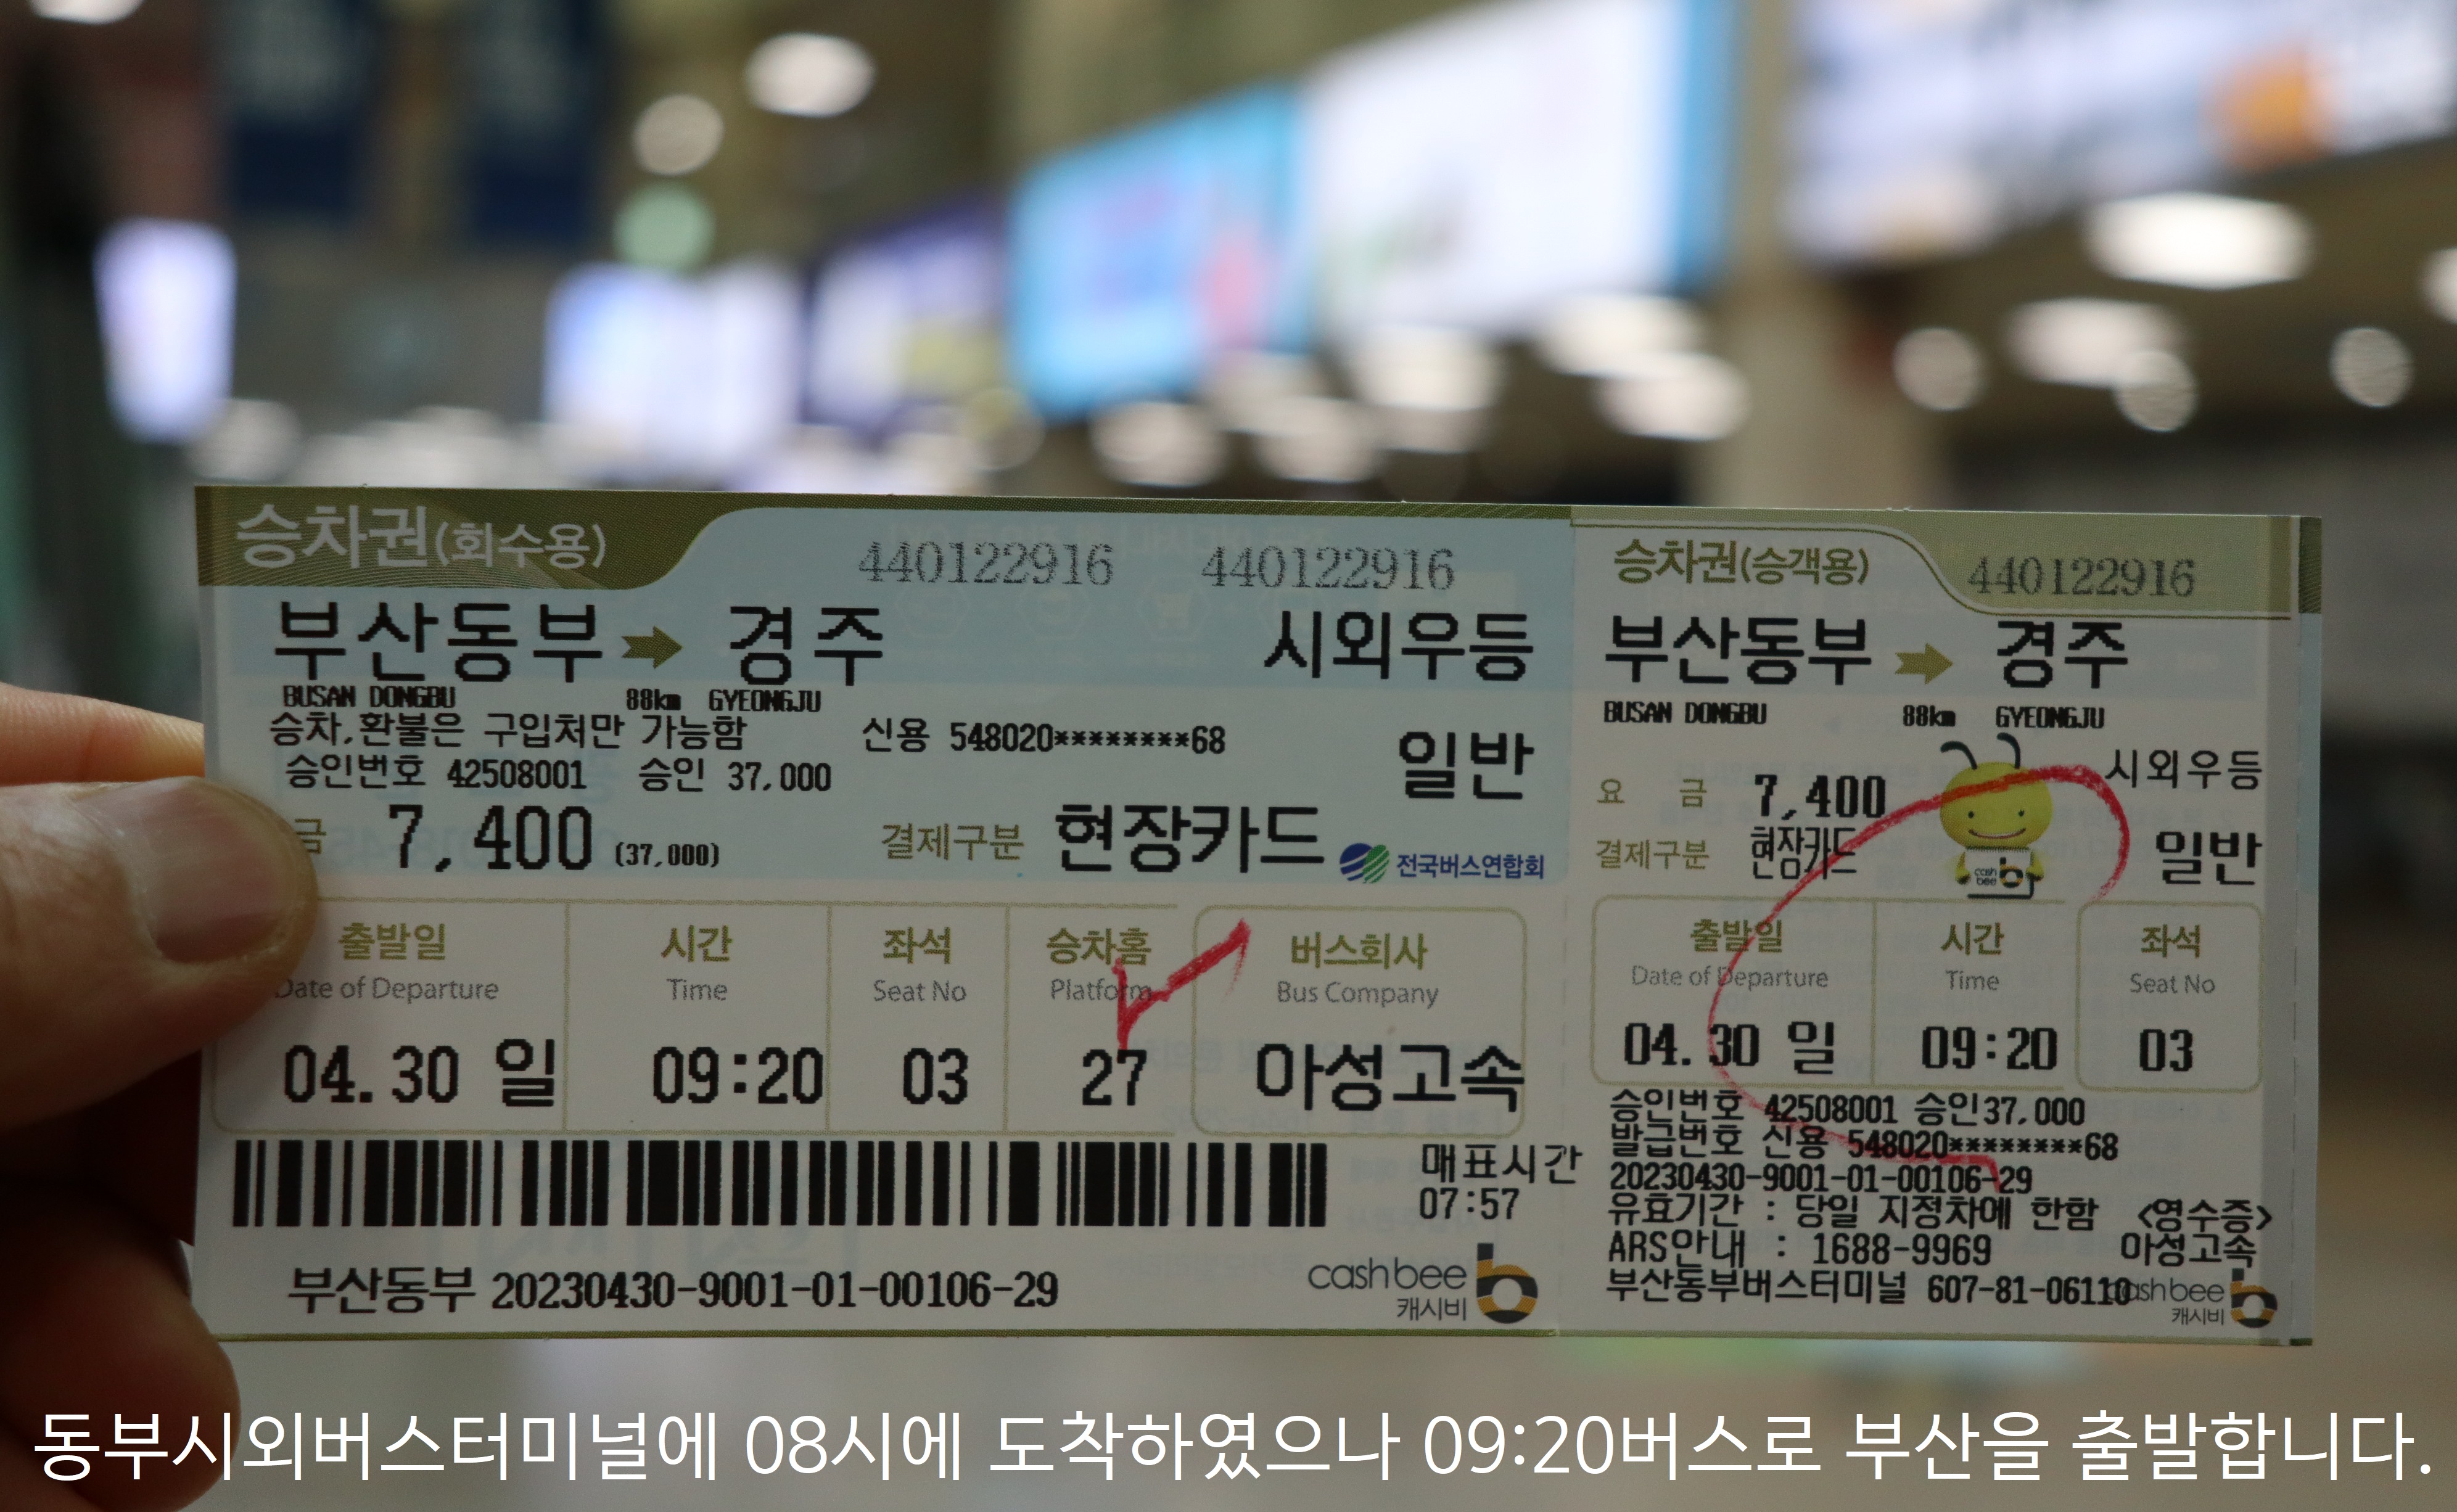 승차권(회수용)
440122916 440122916
부산동부 경주 시외우등
BUSAN DONGBU 88km GYEONGJU
승차,환불은 구입처만 가능함 신용 548020********68 일반
승인번호 42508001 승인 37,000
금 7,400 (37,000) 결제구분 현장카드 전국버스연합회
출발일 시간 좌석 승차홈 버스회사
Date of Departure Time Seat No Platform Bus Company
04.30 일 09:20 03 27 아성고속
매표시간
07:57
부산동부 20230430-9001-01-00106-29
cashbee b
캐시비
승차권(승객용) 440122916
부산동부 경주
BUSAN DONGBU 88km GYEONGJU
시외우등
요 금 7,400
결제구분 현장카드 일반
cash bee b
출발일 시간 좌석
Date of Departure Time Seat No
04.30 일 09:20 03
승인번호 42508001 승인37,000
발급번호 신용 548020********68
20230430-9001-01-00106-29
유효기간 : 당일 지정차에 한함 <영수증>
ARS안내 : 1688-9969 아성고속
부산동부버스터미널 607-81-06110
cashbee b
캐시비
동부시외버스터미널에 08시에 도착하였으나 09:20버스로 부산을 출발합니다.